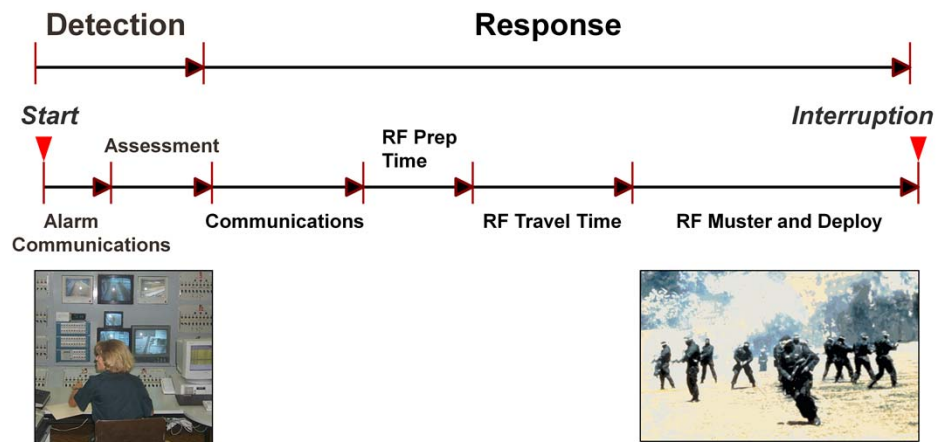 Detection
Response
Start
Interruption
Assessment
RF Prep
Time
Alarm
Communications
Communications
RF Travel Time
RF Muster and Deploy